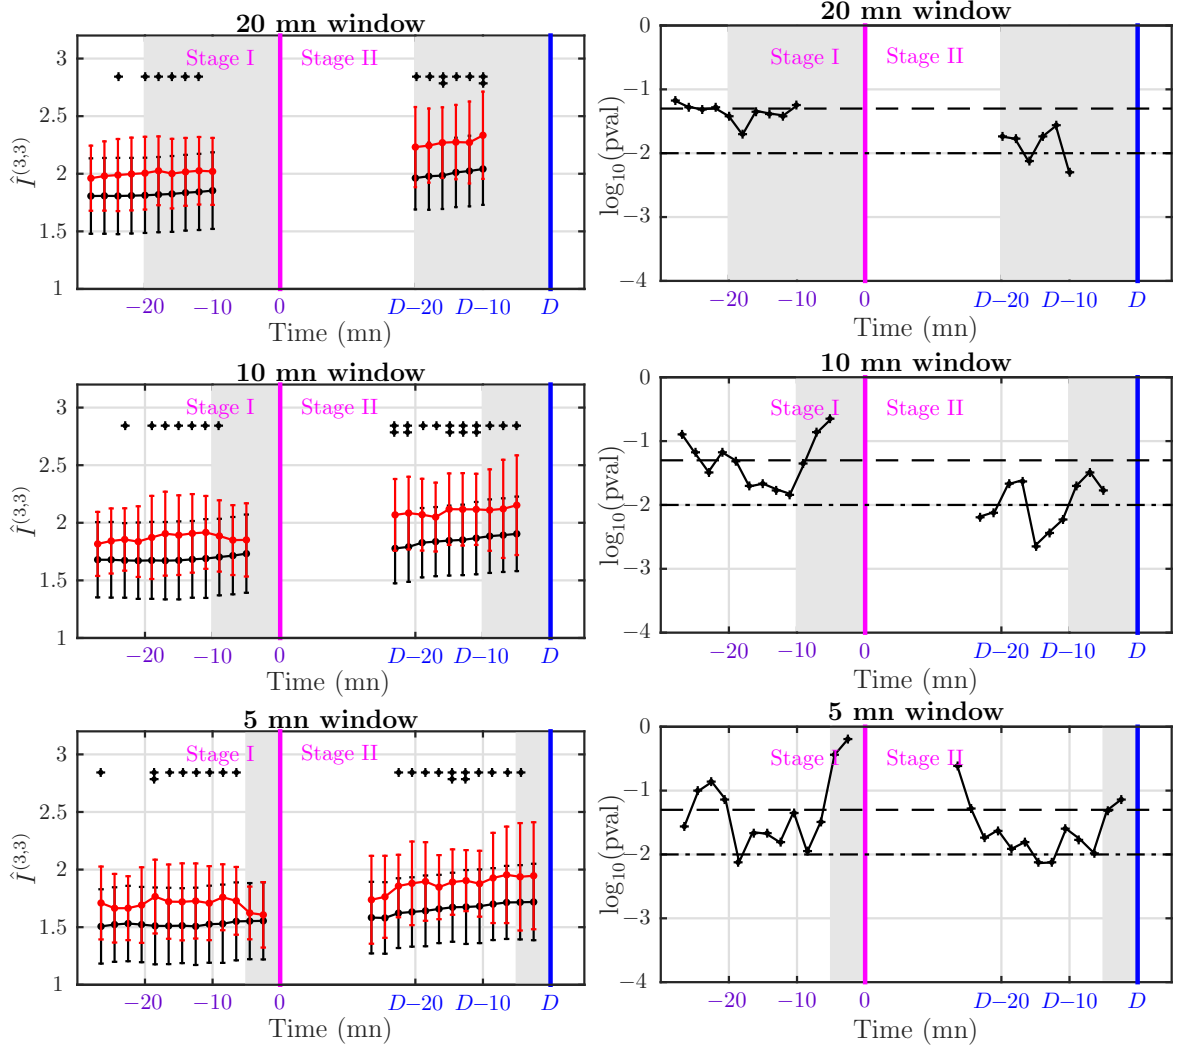 20 mn window
3
2.5
2
1.5
1
Î^(3,3)
Stage I
Stage II
−20
−10
0
D−20
D−10
D
Time (mn)
20 mn window
0
−1
−2
−3
−4
log10(pval)
Stage I
Stage II
−20
−10
0
D−20
D−10
D
Time (mn)
10 mn window
3
2.5
2
1.5
1
Î^(3,3)
Stage I
Stage II
−20
−10
0
D−20
D−10
D
Time (mn)
10 mn window
0
−1
−2
−3
−4
log10(pval)
Stage I
Stage II
−20
−10
0
D−20
D−10
D
Time (mn)
5 mn window
3
2.5
2
1.5
1
Î^(3,3)
Stage I
Stage II
−20
−10
0
D−20
D−10
D
Time (mn)
5 mn window
0
−1
−2
−3
−4
log10(pval)
Stage I
Stage II
−20
−10
0
D−20
D−10
D
Time (mn)